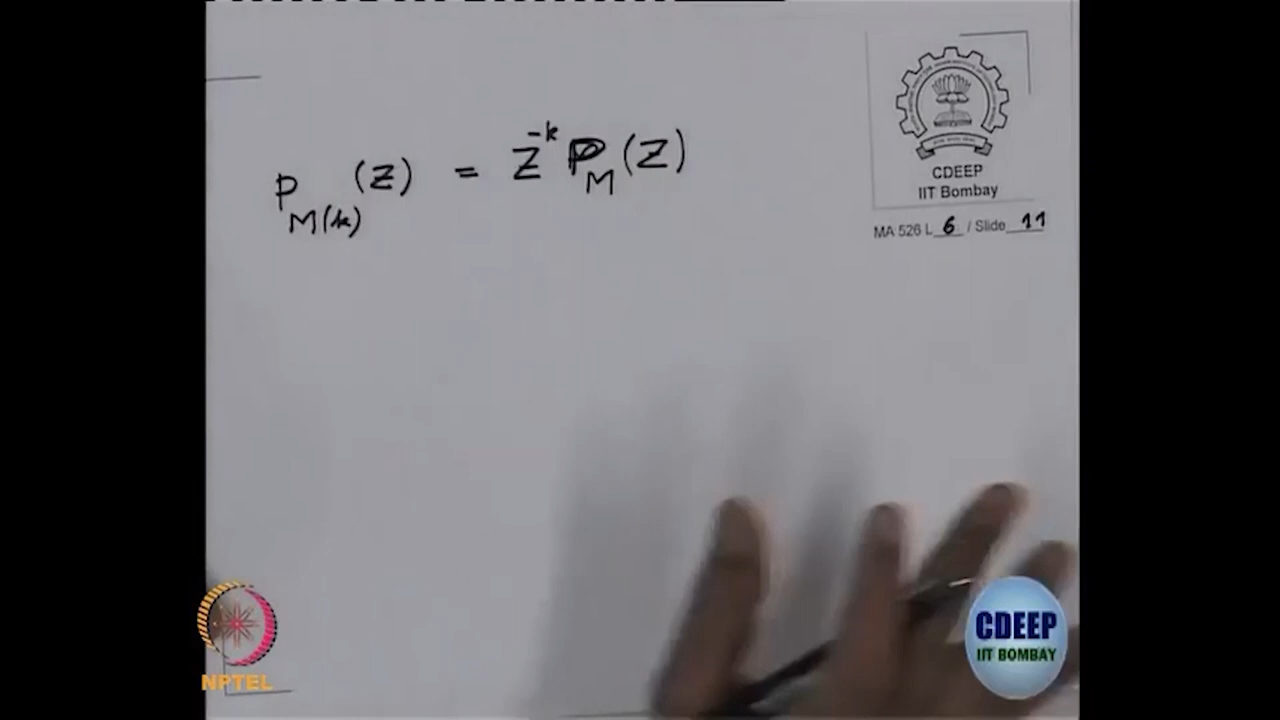 P_{M(k)} (Z) = Z^{-k} P_M (Z)
CDEEP
IIT Bombay
MA 526 L 6 / Slide 11
NPTEL
CDEEP
IIT BOMBAY